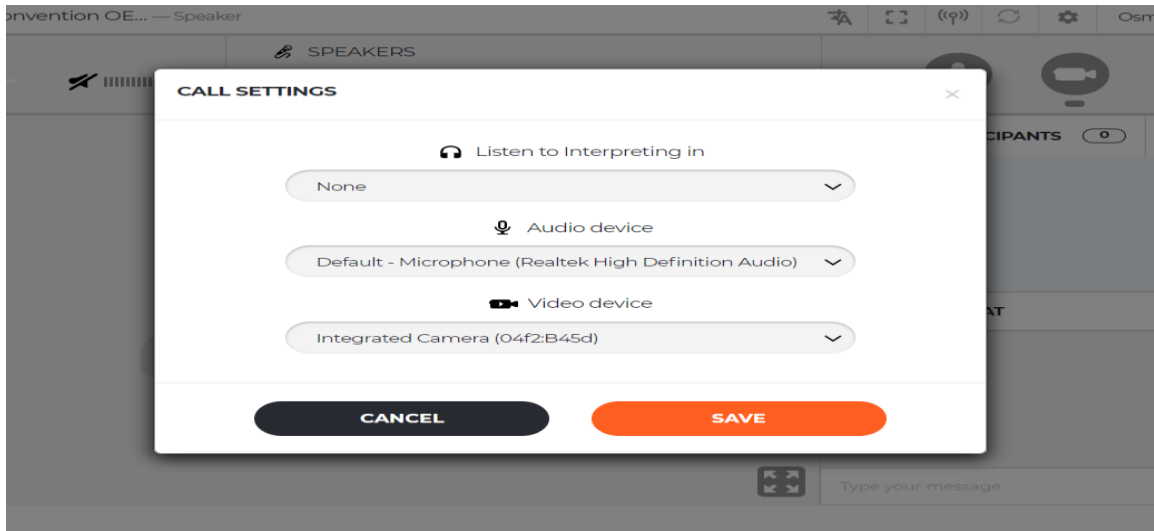 onvention OE... — Speaker
Osm
SPEAKERS
CALL SETTINGS
CIPANTS 0
Listen to Interpreting in
None
Audio device
Default - Microphone (Realtek High Definition Audio)
Video device
AT
Integrated Camera (04f2:B45d)
CANCEL
SAVE
Type your message